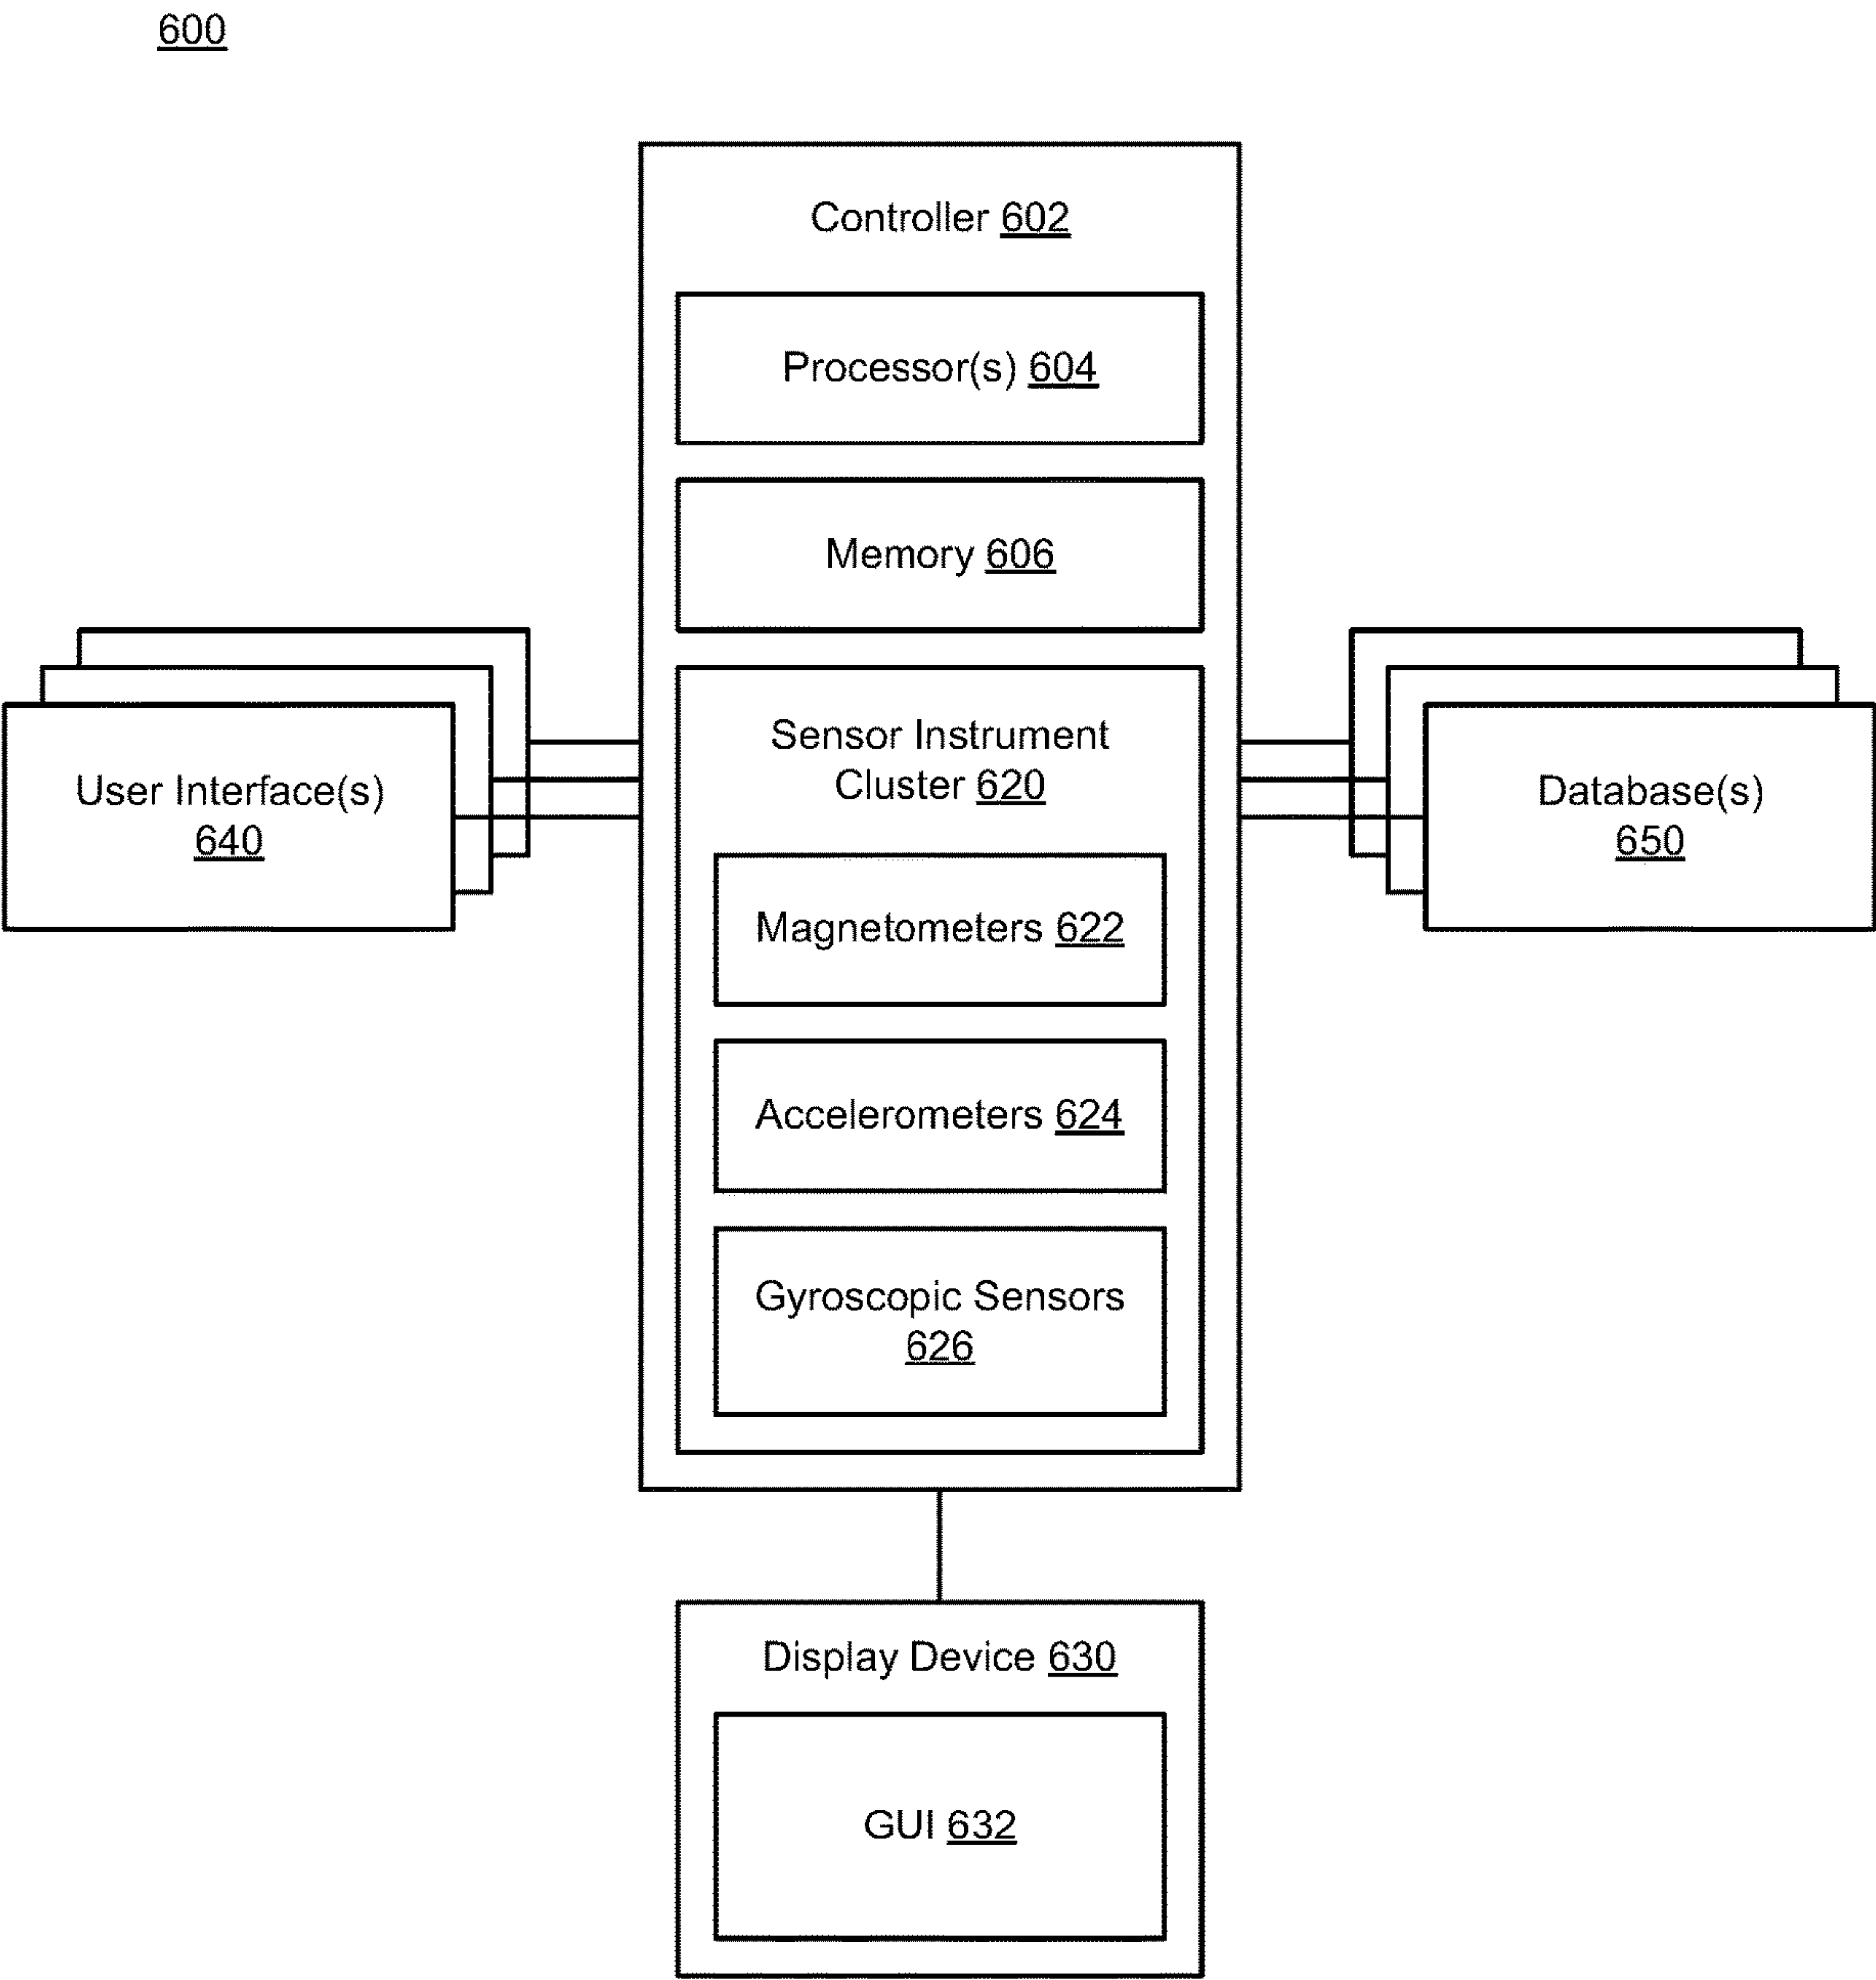 600
Controller 602
Processor(s) 604
Memory 606
Sensor Instrument
Cluster 620
Magnetometers 622
Accelerometers 624
Gyroscopic Sensors
626
User Interface(s)
640
Database(s)
650
Display Device 630
GUI 632